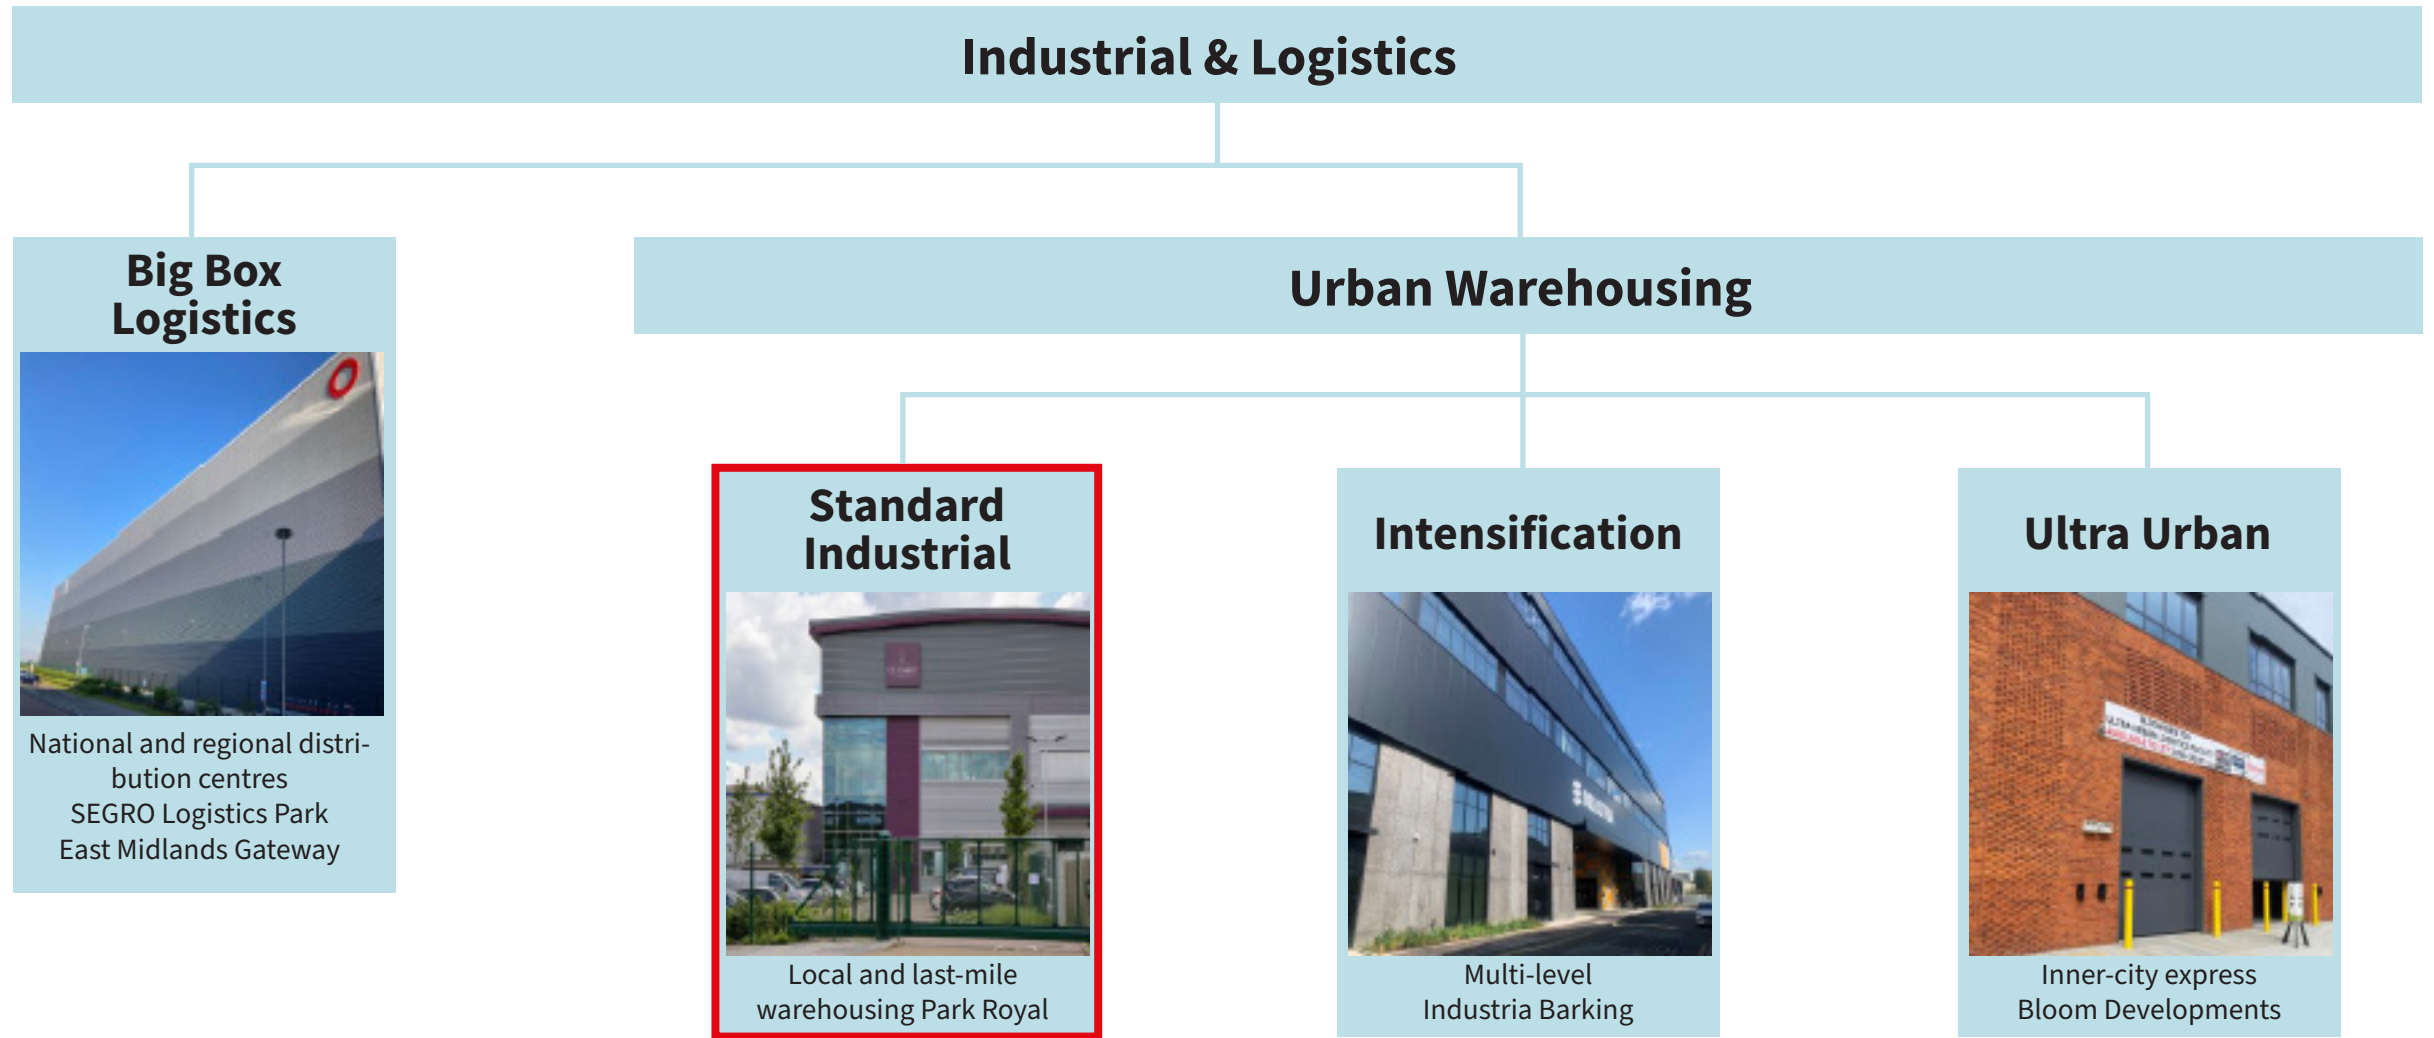 Industrial & Logistics
Big Box
Logistics
Urban Warehousing
Standard
Industrial
Intensification
Ultra Urban
National and regional distri-
bution centres
SEGRO Logistics Park
East Midlands Gateway
Local and last-mile
warehousing Park Royal
Multi-level
Industria Barking
Inner-city express
Bloom Developments